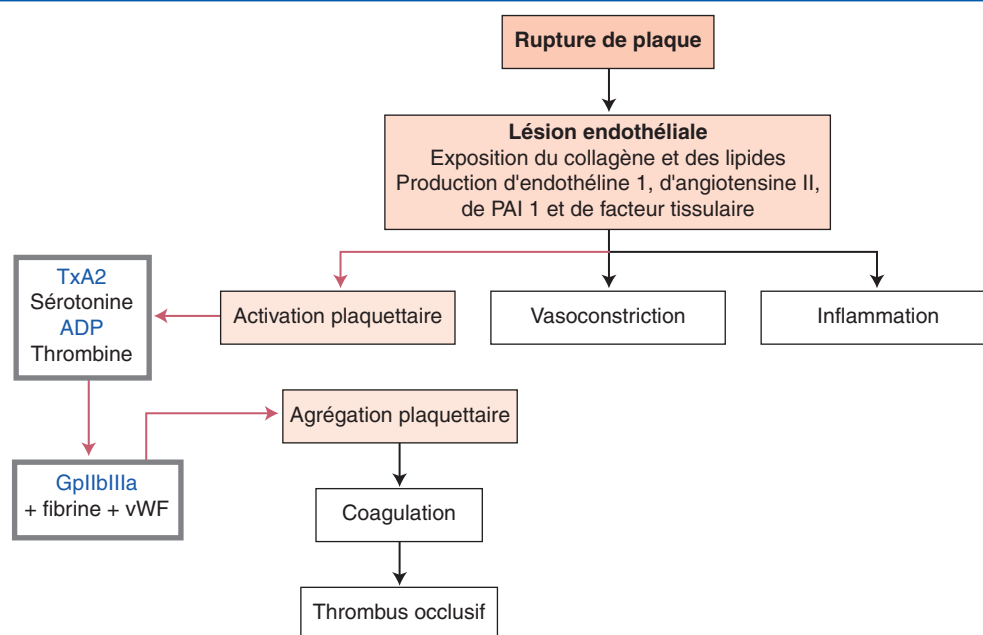 Rupture de plaque
Lésion endothéliale
Exposition du collagène et des lipides
Production d'endothéline 1, d'angiotensine II,
de PAI 1 et de facteur tissulaire
TxA2
Sérotonine
ADP
Thrombine
Activation plaquettaire
Vasoconstriction
Inflammation
Agrégation plaquettaire
GpIIbIIIa
+ fibrine + vWF
Coagulation
Thrombus occlusif